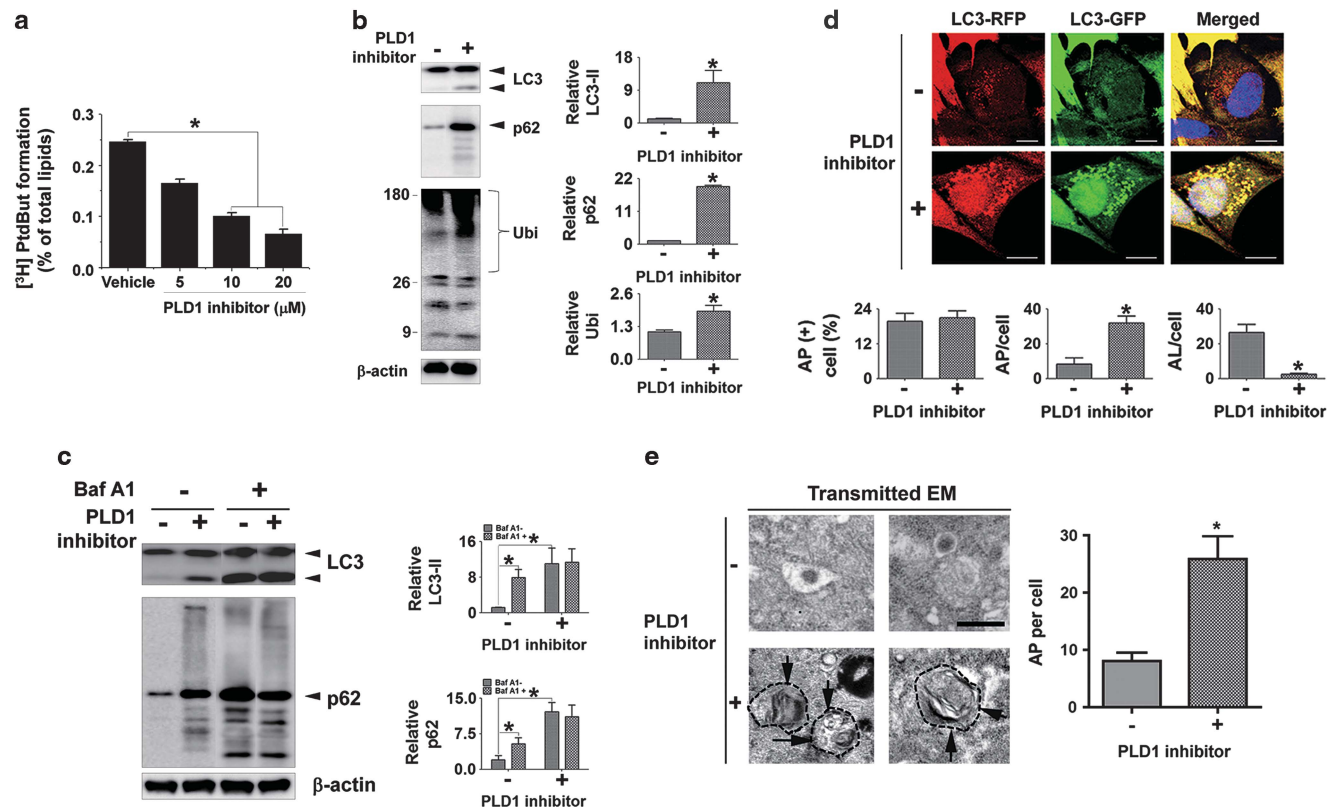 a
[³H] PtdBut formation
(% of total lipids)
0.3
0.2
0.1
0.0
*
Vehicle 5 10 20
PLD1 inhibitor (μM)
b
PLD1
inhibitor - +
LC3
p62
180
26
9
Ubi
β-actin
Relative
LC3-II
18
9
0
*
- +
PLD1 inhibitor
Relative
p62
22
11
0
*
- +
PLD1 inhibitor
Relative
Ubi
2.6
1.3
0.0
*
- +
PLD1 inhibitor
c
Baf A1 - +
PLD1
inhibitor - + - +
LC3
p62
β-actin
Baf A1-
Baf A1 +
Relative
LC3-II
16
8
0
* *
- +
PLD1 inhibitor
Baf A1-
Baf A1 +
Relative
p62
15.0
7.5
0.0
* *
- +
PLD1 inhibitor
d
LC3-RFP LC3-GFP Merged
PLD1
inhibitor
-
+
AP (+)
cell (%)
24
12
0
- +
PLD1 inhibitor
AP/cell
40
20
0
*
- +
PLD1 inhibitor
AL/cell
40
20
0
*
- +
PLD1 inhibitor
e
Transmitted EM
PLD1
inhibitor
-
+
AP per cell
30
20
10
0
*
- +
PLD1 inhibitor